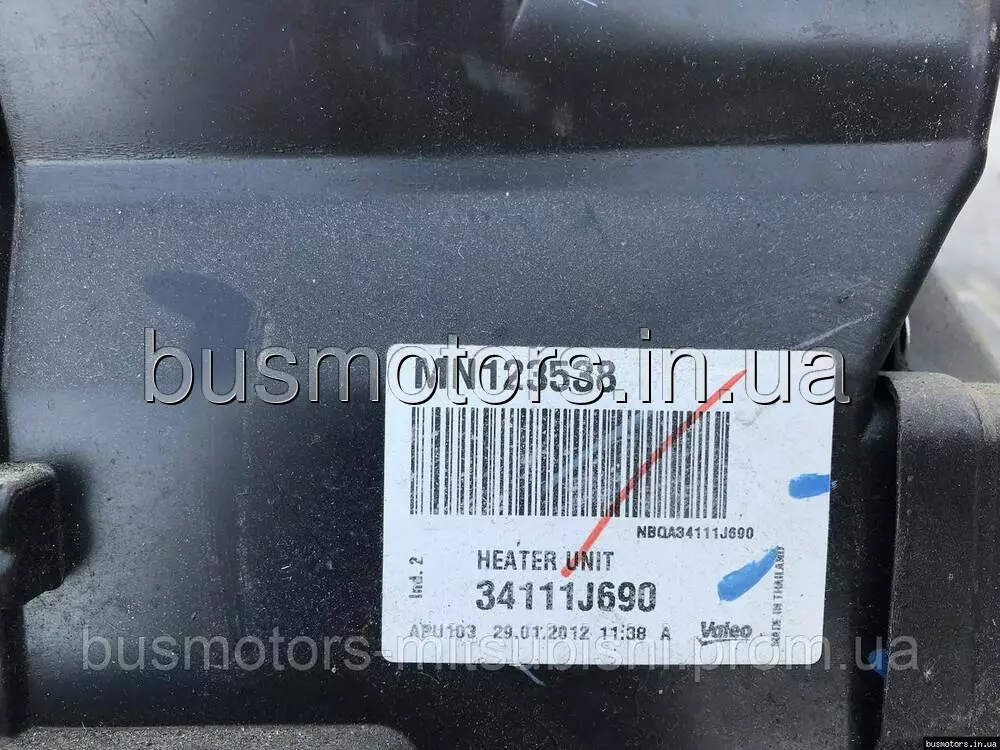 MN123538
busmotors.in.ua
NBQA34111J690
HEATER UNIT
Ind. 2
34111J690
APU103 29.01.2012 11:38 A Valeo
MADE IN THAILAND
busmotors-mitsubishi.prom.ua
busmotors.in.ua